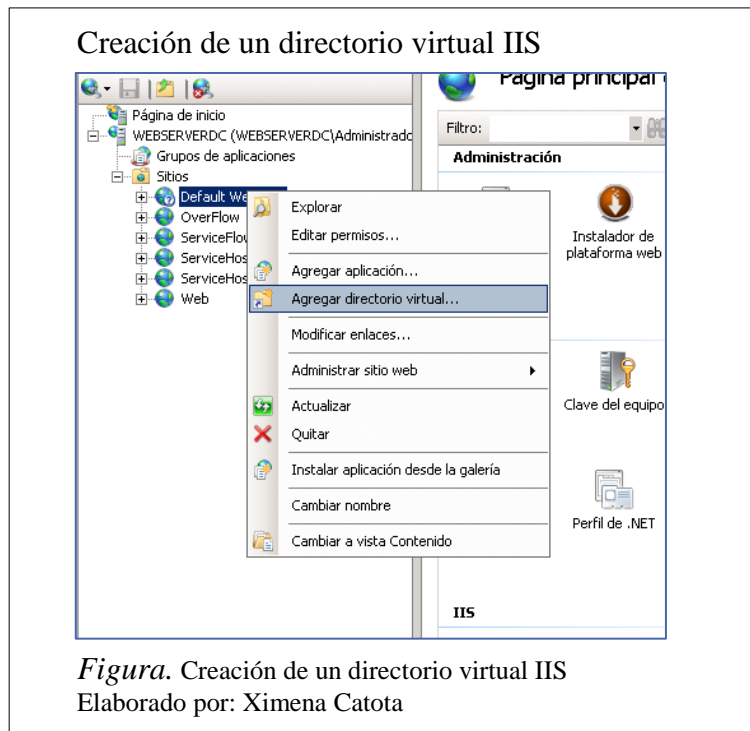 Creación de un directorio virtual IIS
Página principal
Página de inicio
WEBSERVERDC (WEBSERVERDC\Administrado
Grupos de aplicaciones
Sitios
Default We
OverFlow
ServiceFlow
ServiceHos
ServiceHos
Web
Explorar
Editar permisos...
Agregar aplicación...
Agregar directorio virtual...
Modificar enlaces...
Administrar sitio web
Actualizar
Quitar
Instalar aplicación desde la galería
Cambiar nombre
Cambiar a vista Contenido
Filtro:
Administración
Instalador de
plataforma web
Clave del equipo
Perfil de .NET
IIS
Figura. Creación de un directorio virtual IIS
Elaborado por: Ximena Catota